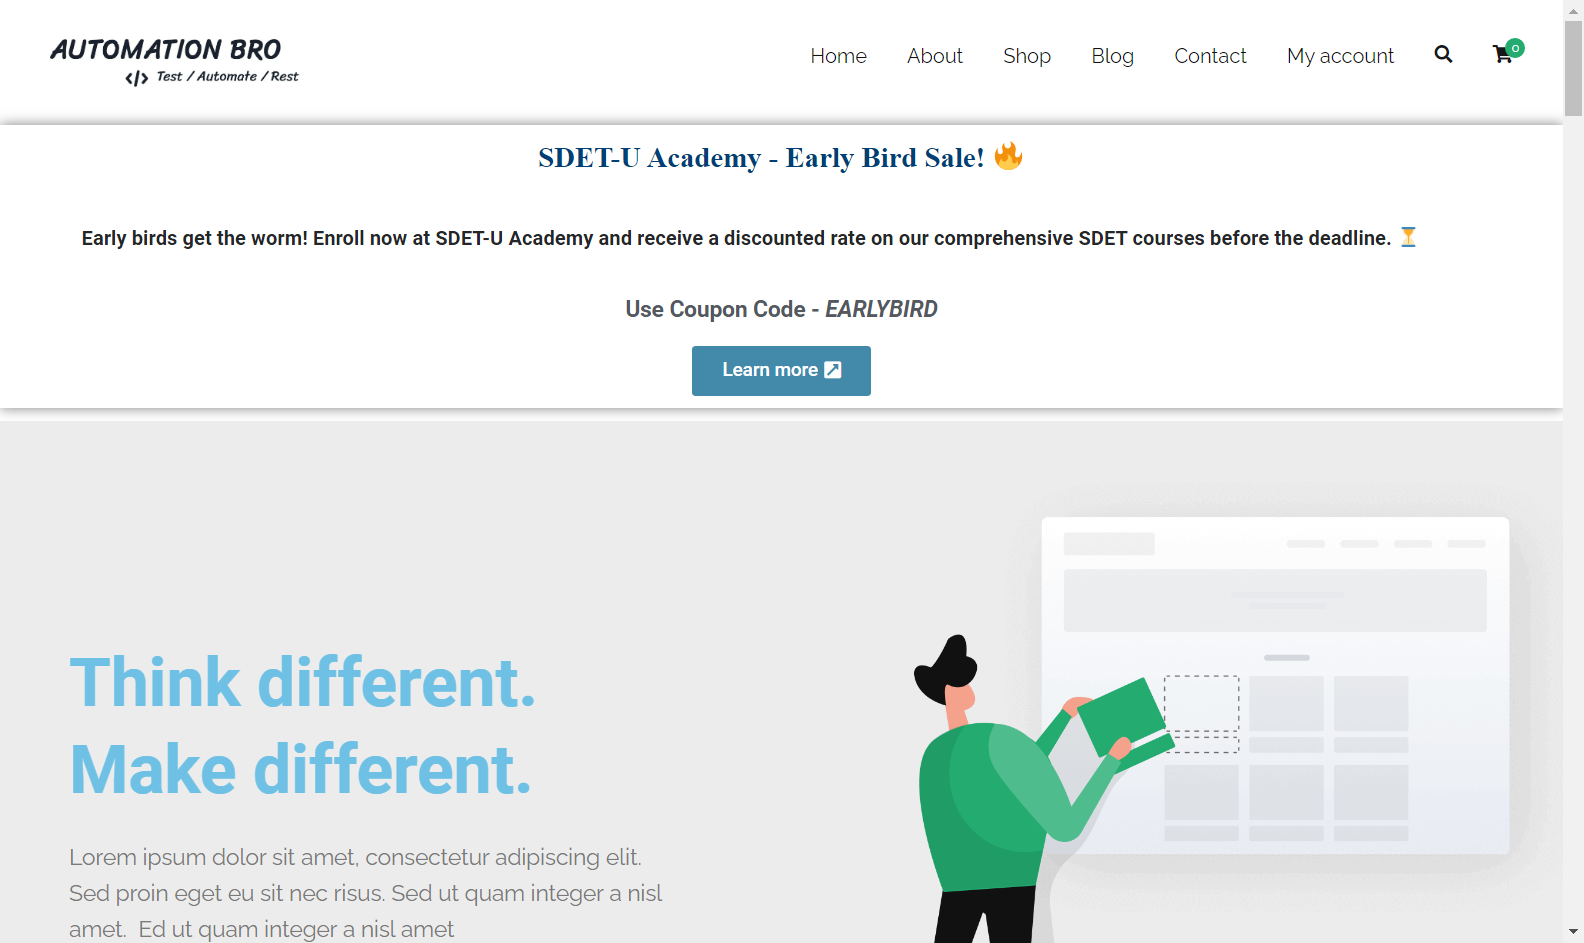 AUTOMATION BRO
</> Test / Automate / Rest
Home About Shop Blog Contact My account 0
SDET-U Academy - Early Bird Sale! 🔥
Early birds get the worm! Enroll now at SDET-U Academy and receive a discounted rate on our comprehensive SDET courses before the deadline. ⏳
Use Coupon Code - EARLYBIRD
Learn more ↗
Think different.
Make different.
Lorem ipsum dolor sit amet, consectetur adipiscing elit.
Sed proin eget eu sit nec risus. Sed ut quam integer a nisl
amet.  Ed ut quam integer a nisl amet